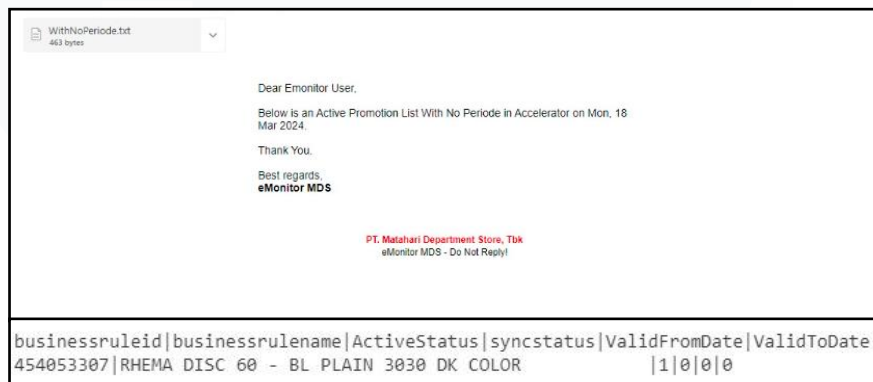 WithNoPeriode.txt
463 bytes
Dear Emonitor User,
Below is an Active Promotion List With No Periode in Accelerator on Mon, 18
Mar 2024.
Thank You.
Best regards,
eMonitor MDS
PT. Matahari Department Store, Tbk
eMonitor MDS - Do Not Reply!
businessruleid|businessrulename|ActiveStatus|syncstatus|ValidFromDate|ValidToDate
454053307|RHEMA DISC 60 - BL PLAIN 3030 DK COLOR |1|0|0|0